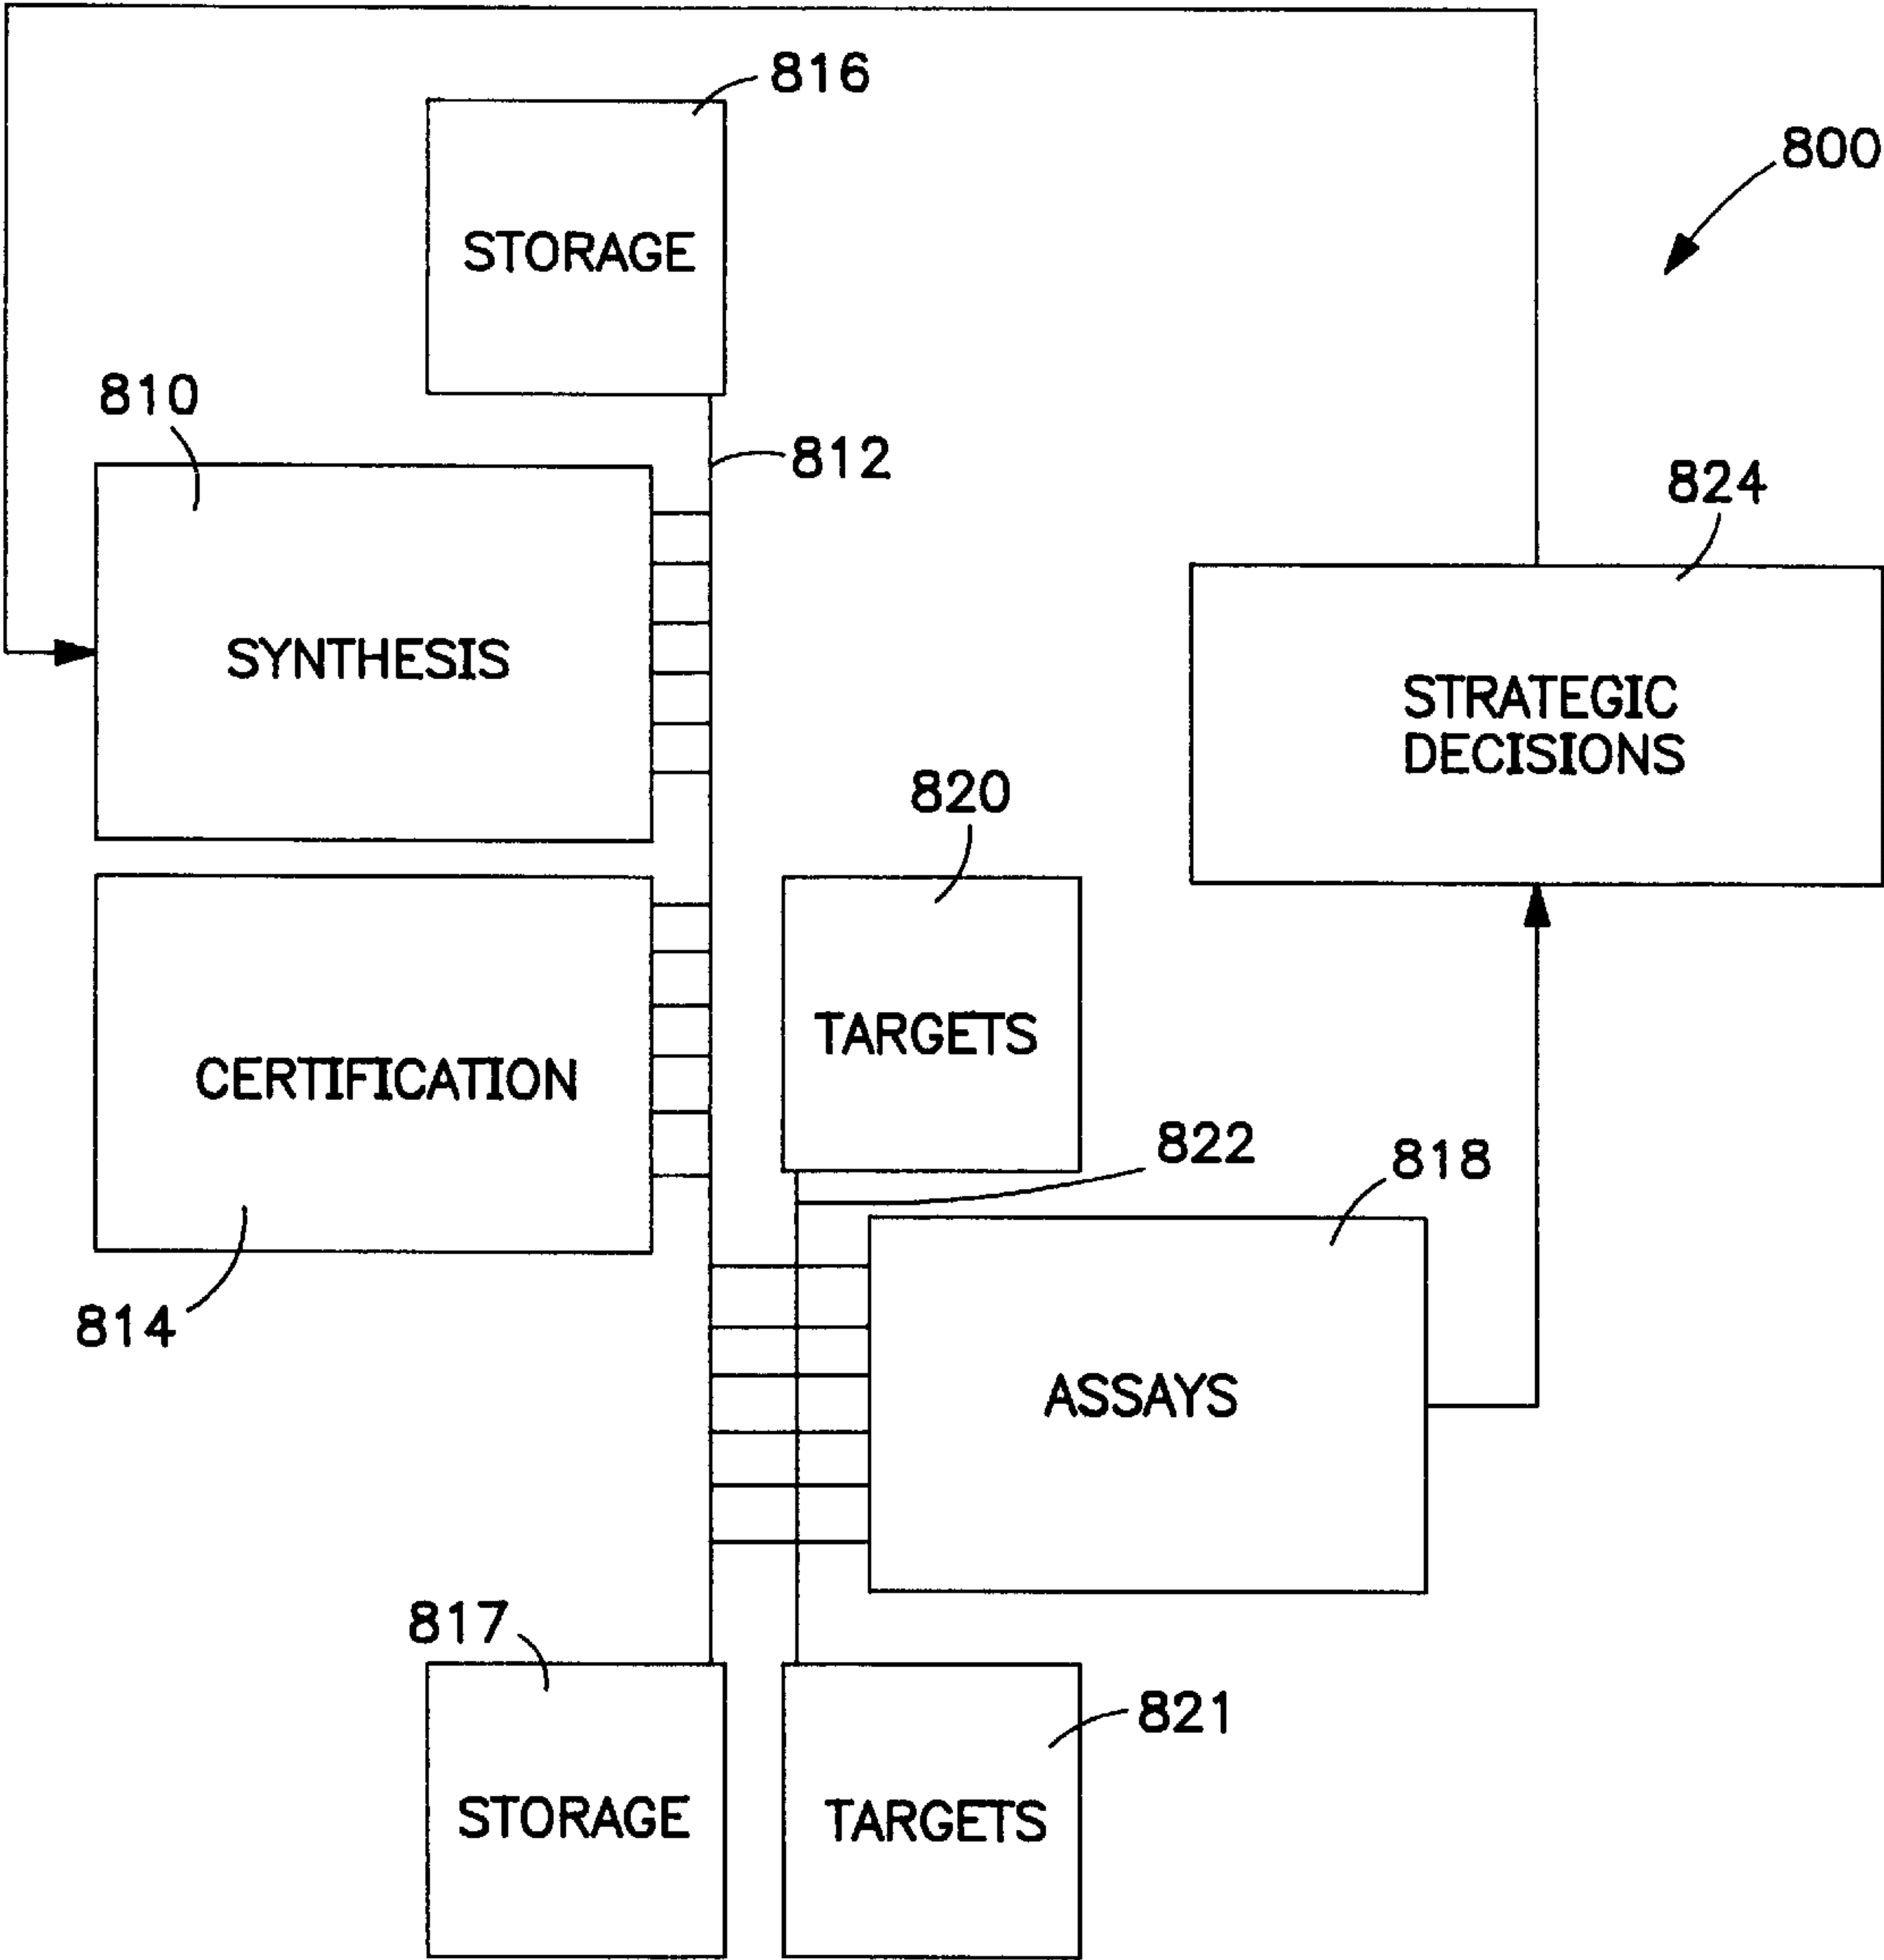 816
800
STORAGE
810
812
824
SYNTHESIS
STRATEGIC
DECISIONS
820
TARGETS
CERTIFICATION
822
818
814
ASSAYS
817
821
STORAGE
TARGETS